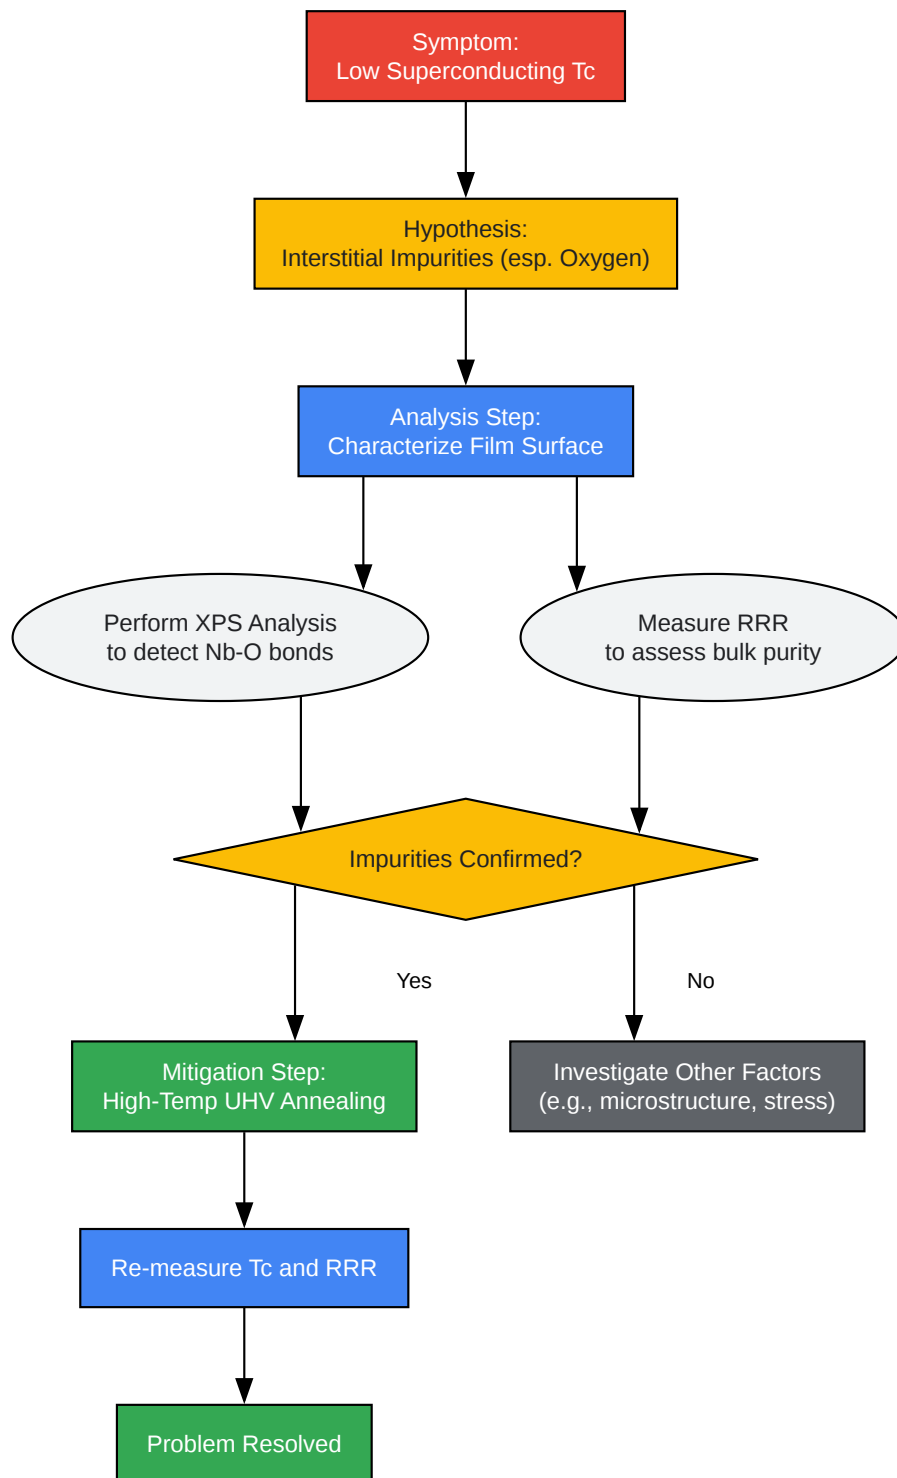 Symptom:
Low Superconducting Tc
Hypothesis:
Interstitial Impurities (esp. Oxygen)
Analysis Step:
Characterize Film Surface
Perform XPS Analysis
to detect Nb-O bonds
Measure RRR
to assess bulk purity
Impurities Confirmed?
Yes
No
Mitigation Step:
High-Temp UHV Annealing
Investigate Other Factors
(e.g., microstructure, stress)
Re-measure Tc and RRR
Problem Resolved